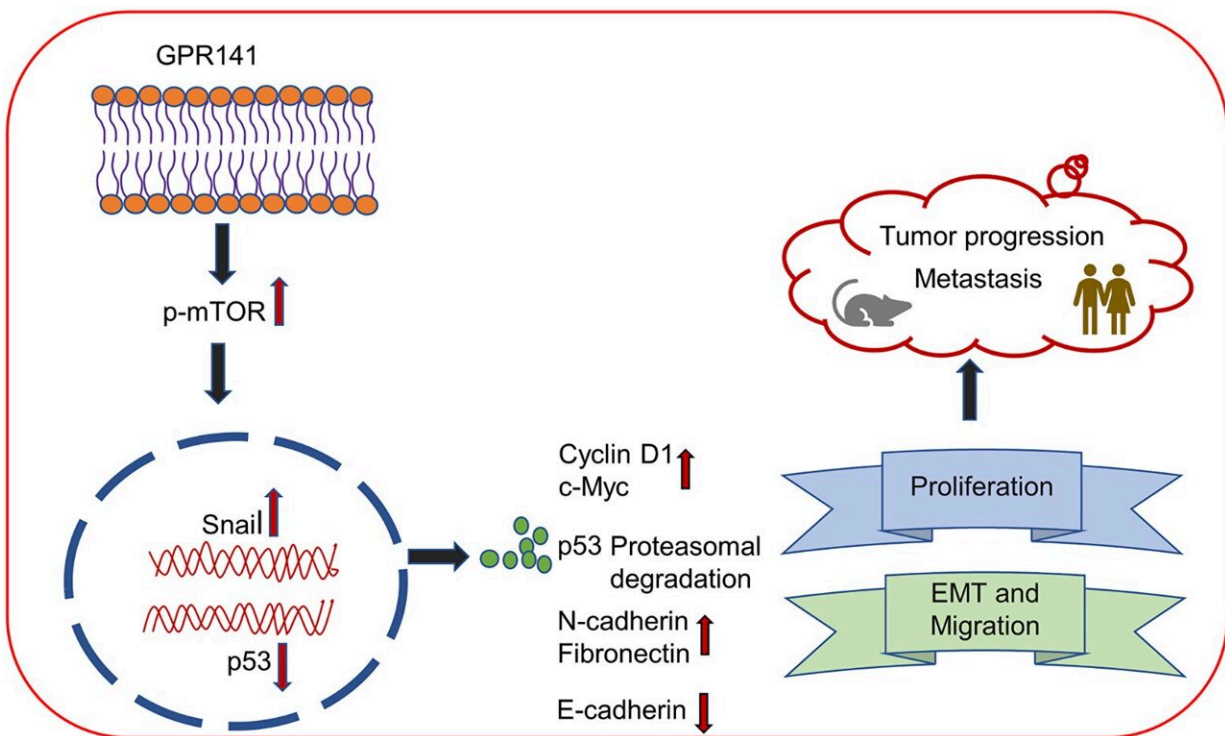 GPR141
p-mTOR
Snail
p53
Cyclin D1
c-Myc
p53 Proteasomal
degradation
N-cadherin
Fibronectin
E-cadherin
Tumor progression
Metastasis
Proliferation
EMT and
Migration